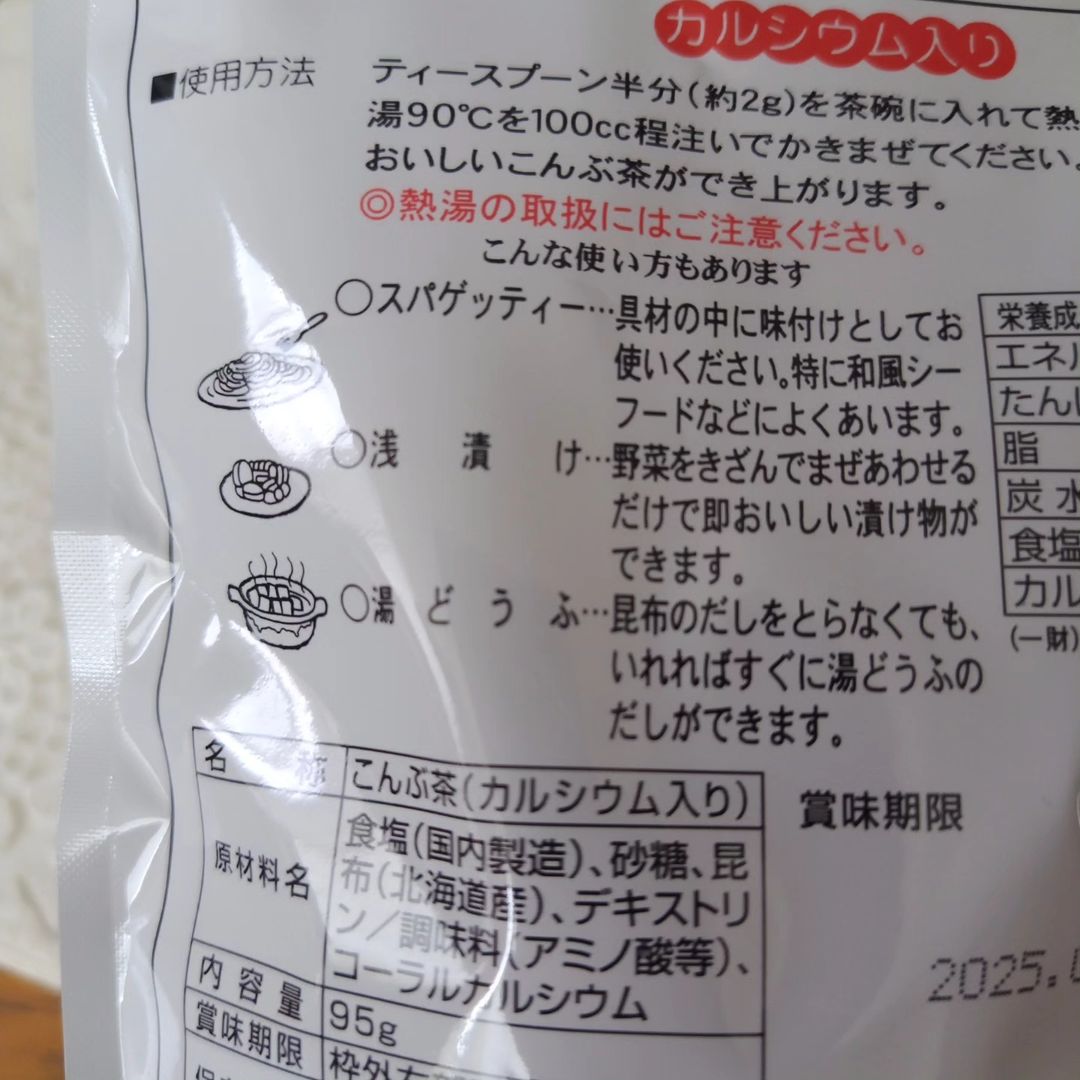 カルシウム入り
■使用方法
ティースプーン半分(約2g)を茶碗に入れて熱
湯90℃を100cc程注いでかきまぜてください。
おいしいこんぶ茶ができ上がります。
◎熱湯の取扱にはご注意ください。
こんな使い方もあります
○スパゲッティー…具材の中に味付けとしてお
使いください。特に和風シー
フードなどによくあいます。
○浅漬け…野菜をきざんでまぜあわせる
だけで即おいしい漬け物が
できます。
○湯どうふ…昆布のだしをとらなくても、
いれればすぐに湯どうふの
だしができます。
栄養成
エネル
たんぱ
脂
炭水
食塩
カル
(一財)
名称 こんぶ茶(カルシウム入り)
原材料名 食塩(国内製造)、砂糖、昆
布(北海道産)、デキストリ
ン/調味料(アミノ酸等)、
コーラルカルシウム
内容量 95g
賞味期限 枠外
賞味期限
2025.